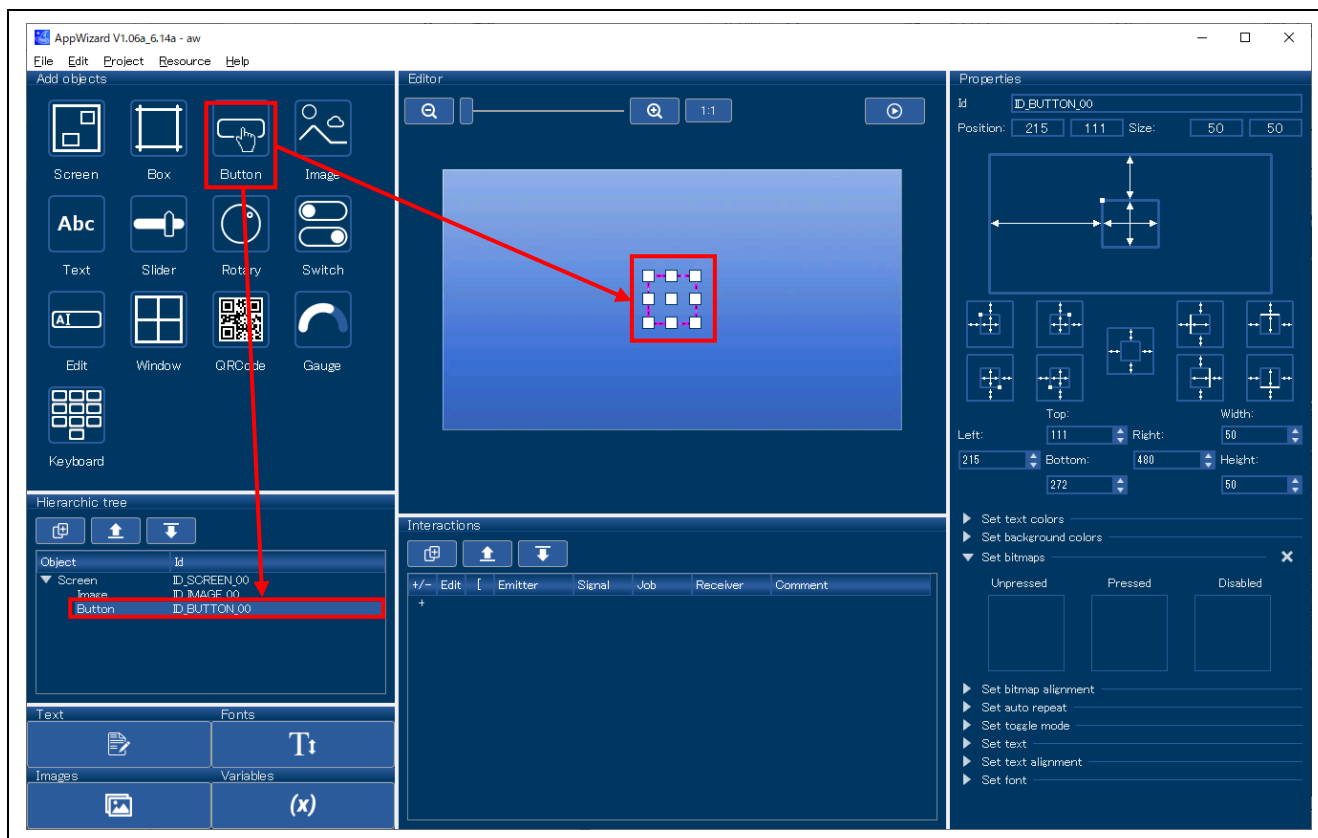 AppWizard V1.06a_6.14a - aw
File Edit Project Resource Help
Add objects
Screen Box Button Image
Abc
Text Slider Rotary Switch
AI
Edit Window QRCode Gauge
Keyboard
Hierarchic tree
Object Id
Screen ID_SCREEN_00
Image ID_IMAGE_00
Button ID_BUTTON_00
Text Fonts
Images Variables
(x)
Editor
1:1
Interactions
+/- Edit [ Emitter Signal Job Receiver Comment
+
Properties
Id ID_BUTTON_00
Position: 215 111 Size: 50 50
Top: Width:
Left: 111 Right: 50
215 Bottom: 480 Height:
272 50
Set text colors
Set background colors
Set bitmaps
Unpressed Pressed Disabled
Set bitmap alignment
Set auto repeat
Set toggle mode
Set text
Set text alignment
Set font